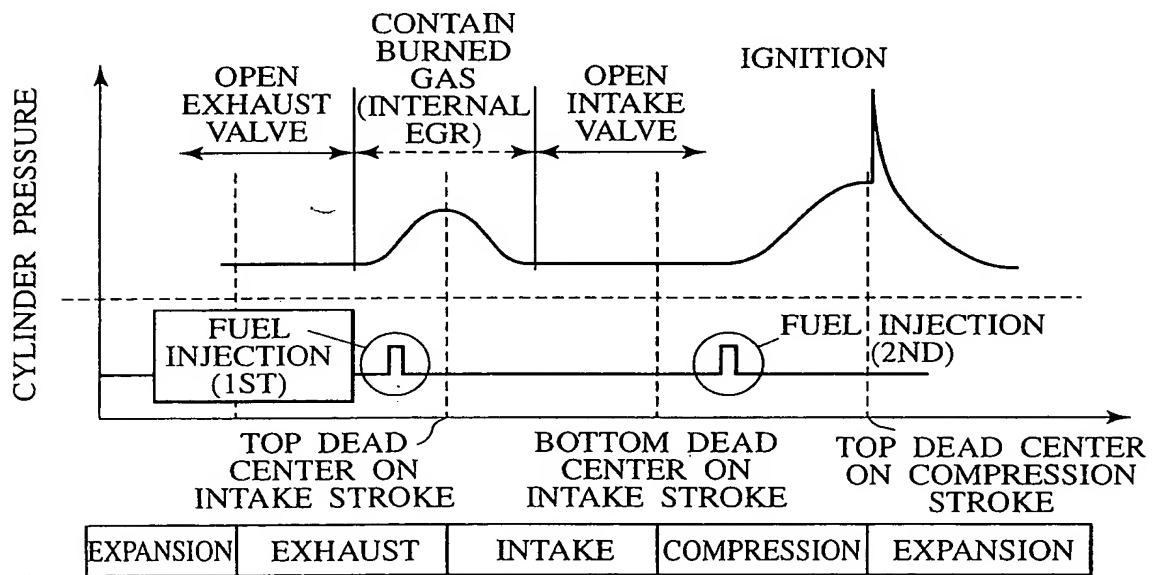 CONTAIN
BURNED
GAS
(INTERNAL
EGR)
OPEN
EXHAUST
VALVE
OPEN
INTAKE
VALVE
IGNITION
CYLINDER PRESSURE
FUEL
INJECTION
(1ST)
FUEL INJECTION
(2ND)
TOP DEAD
CENTER ON
INTAKE STROKE
BOTTOM DEAD
CENTER ON
INTAKE STROKE
TOP DEAD CENTER
ON COMPRESSION
STROKE
EXPANSION
EXHAUST
INTAKE
COMPRESSION
EXPANSION